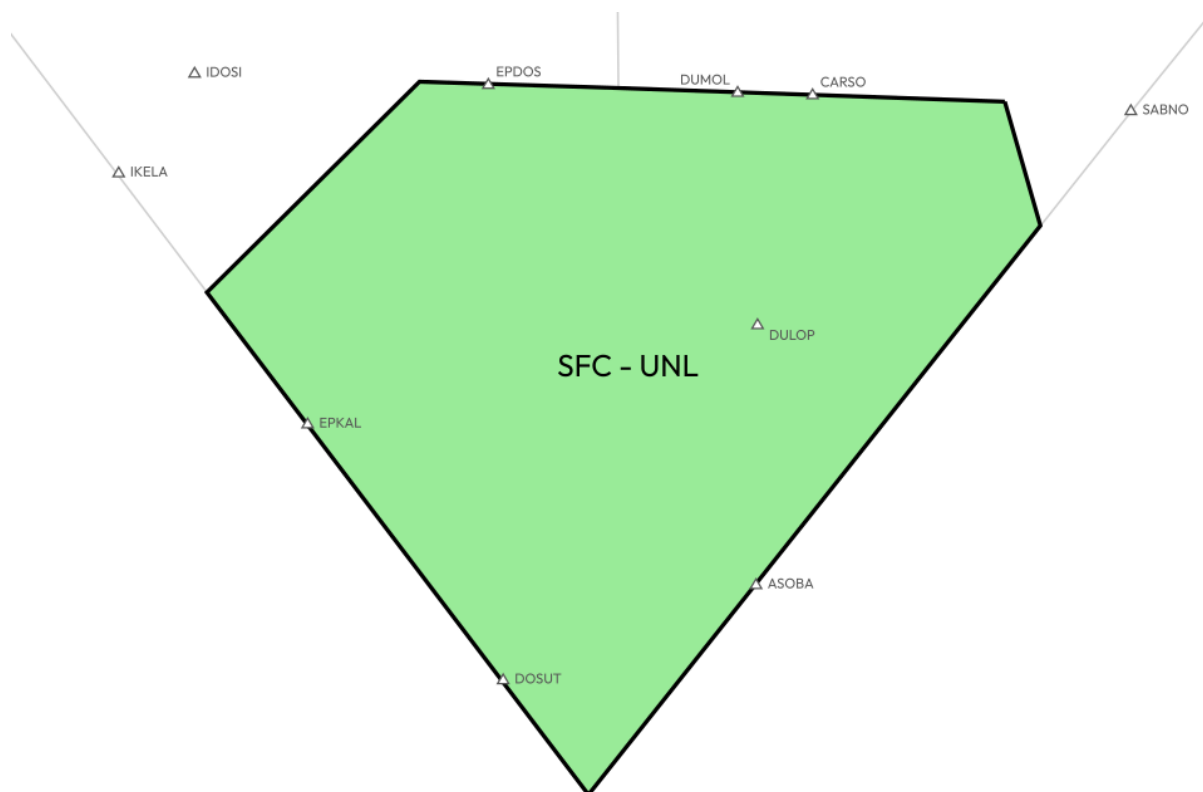 IDOSI
EPDOS
DUMOL
CARSO
SABNO
IKELA
DULOP
SFC - UNL
EPKAL
ASOBA
DOSUT